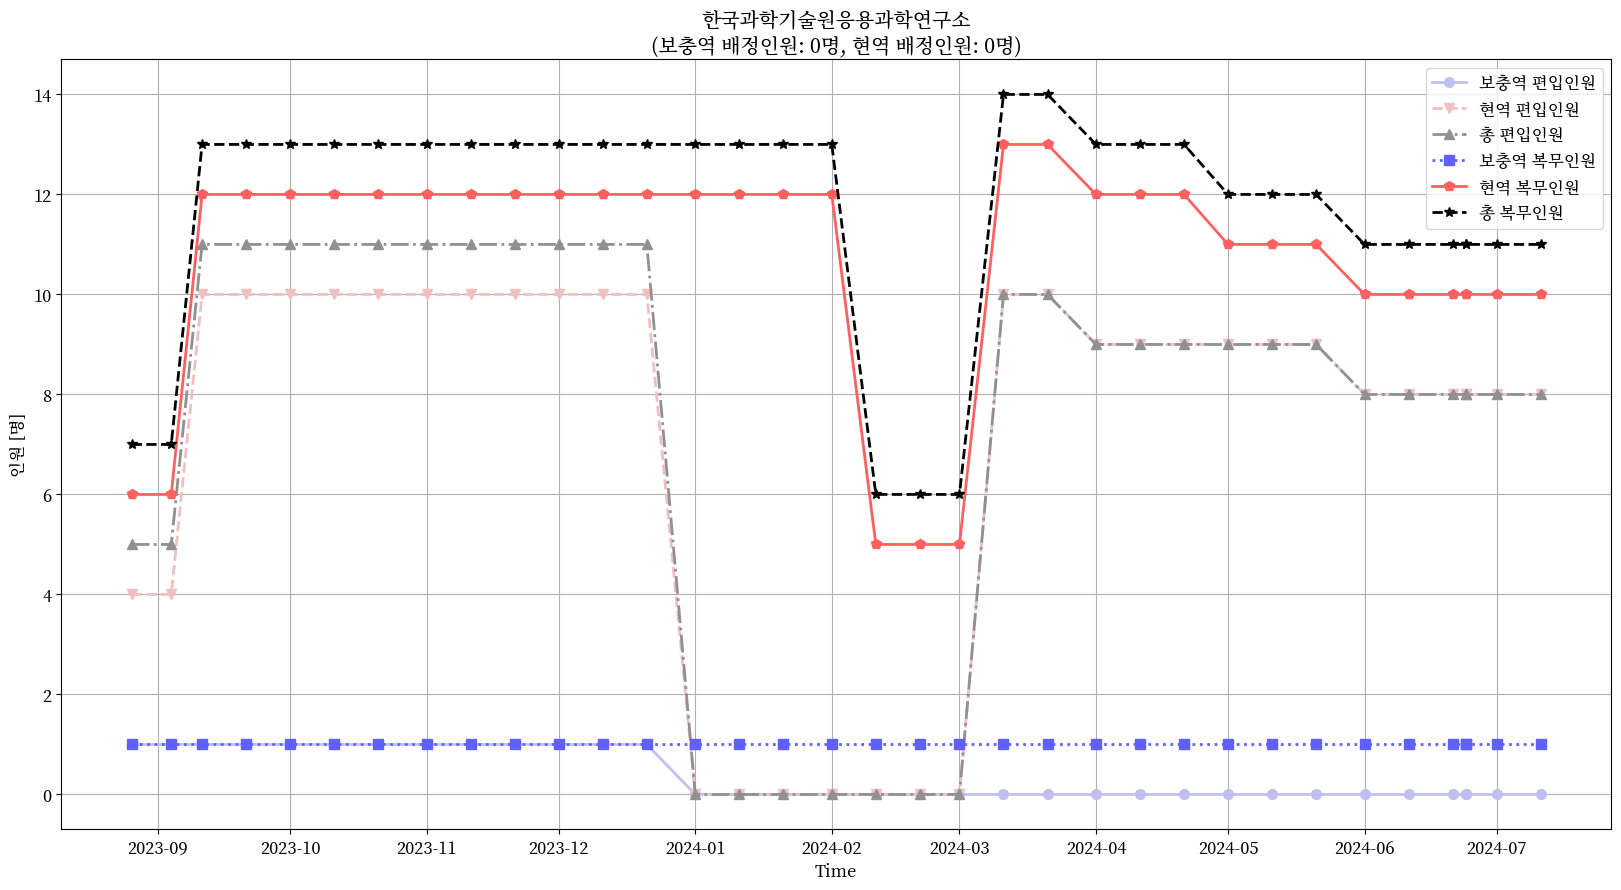 한국과학기술원응용과학연구소
(보충역 배정인원: 0명, 현역 배정인원: 0명)
보충역 편입인원
현역 편입인원
총 편입인원
보충역 복무인원
현역 복무인원
총 복무인원
14
12
10
8
6
4
2
0
인원 [명]
2023-09 2023-10 2023-11 2023-12 2024-01 2024-02 2024-03 2024-04 2024-05 2024-06 2024-07
Time